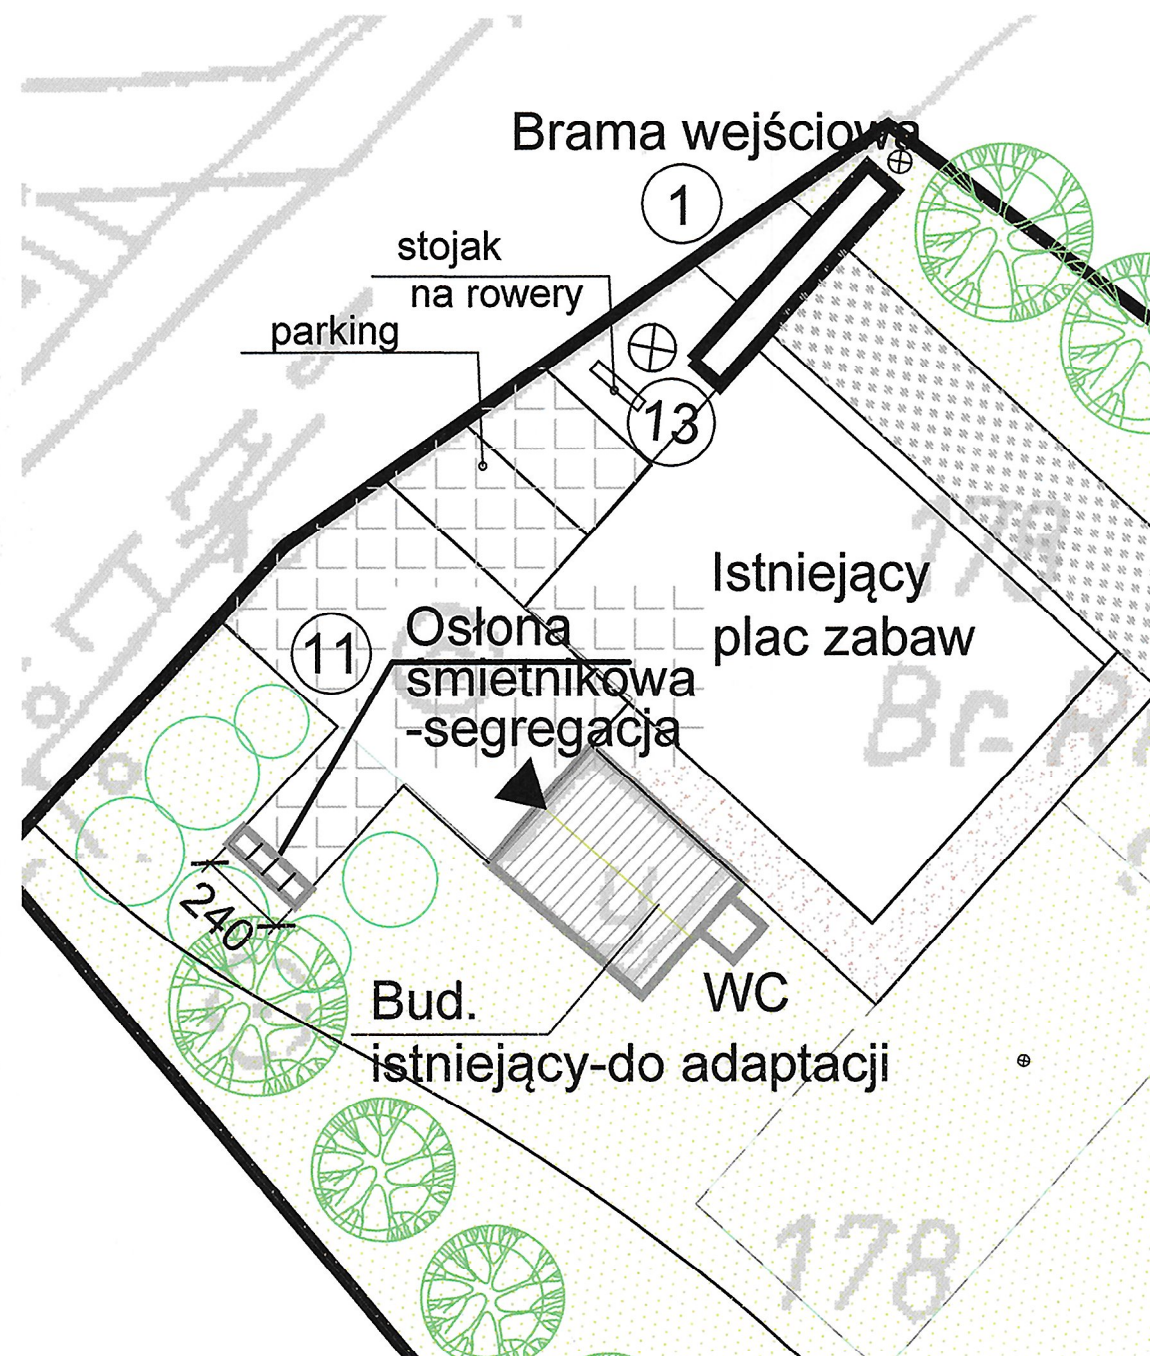 Brama wejściowa
1
stojak
na rowery
parking
13
179
Istniejący
plac zabaw
11
Osłona
śmietnikowa
-segregacja
240
WC
Bud.
istniejący-do adaptacji
178